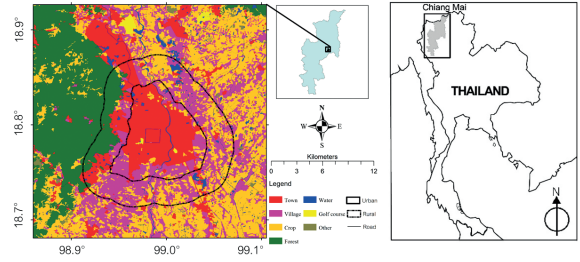 18.9°
18.8°
18.7°
98.9°
99.0°
99.1°
N
W
E
S
Kilometers
0
3
6
12
Legend
Town
Water
Urban
Village
Golf course
Rural
Crop
Other
Road
Forest
Chiang Mai
THAILAND
N